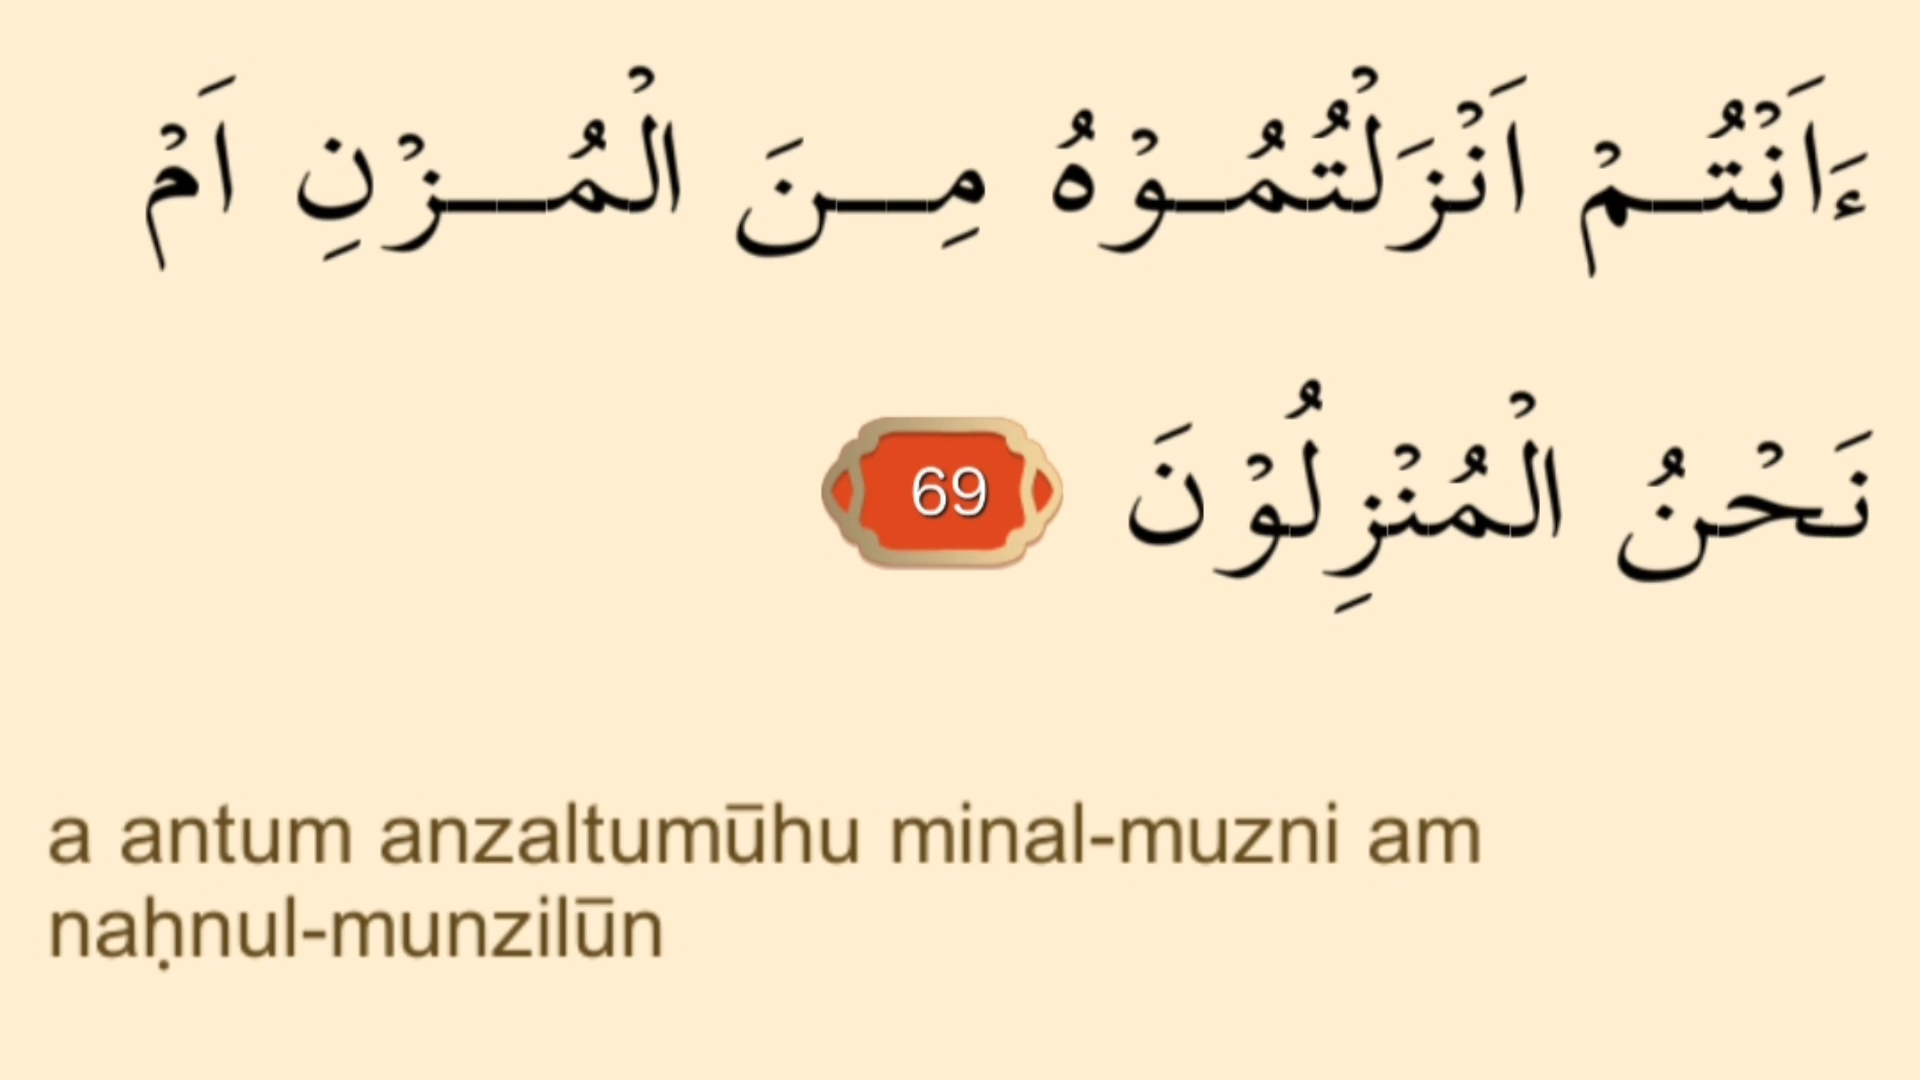 ءَاَنْتُمْ اَنْزَلْتُمُوْهُ مِنَ الْمُزْنِ اَمْ
نَحْنُ الْمُنْزِلُوْنَ 69
a antum anzaltumūhu minal-muzni am
naḥnul-munzilūn